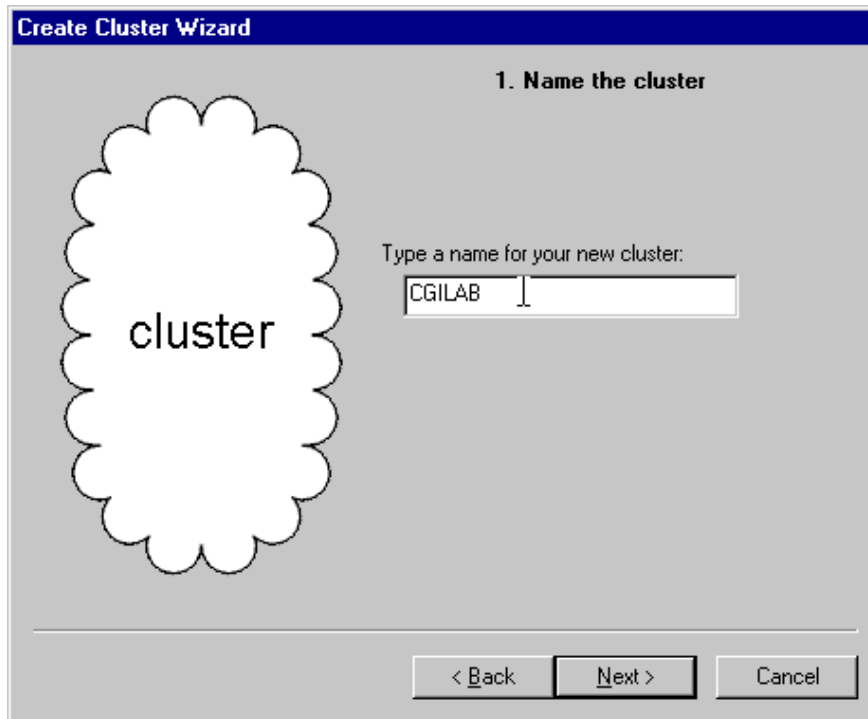 Create Cluster Wizard
1. Name the cluster
cluster
Type a name for your new cluster:
CGILAB
< Back
Next >
Cancel